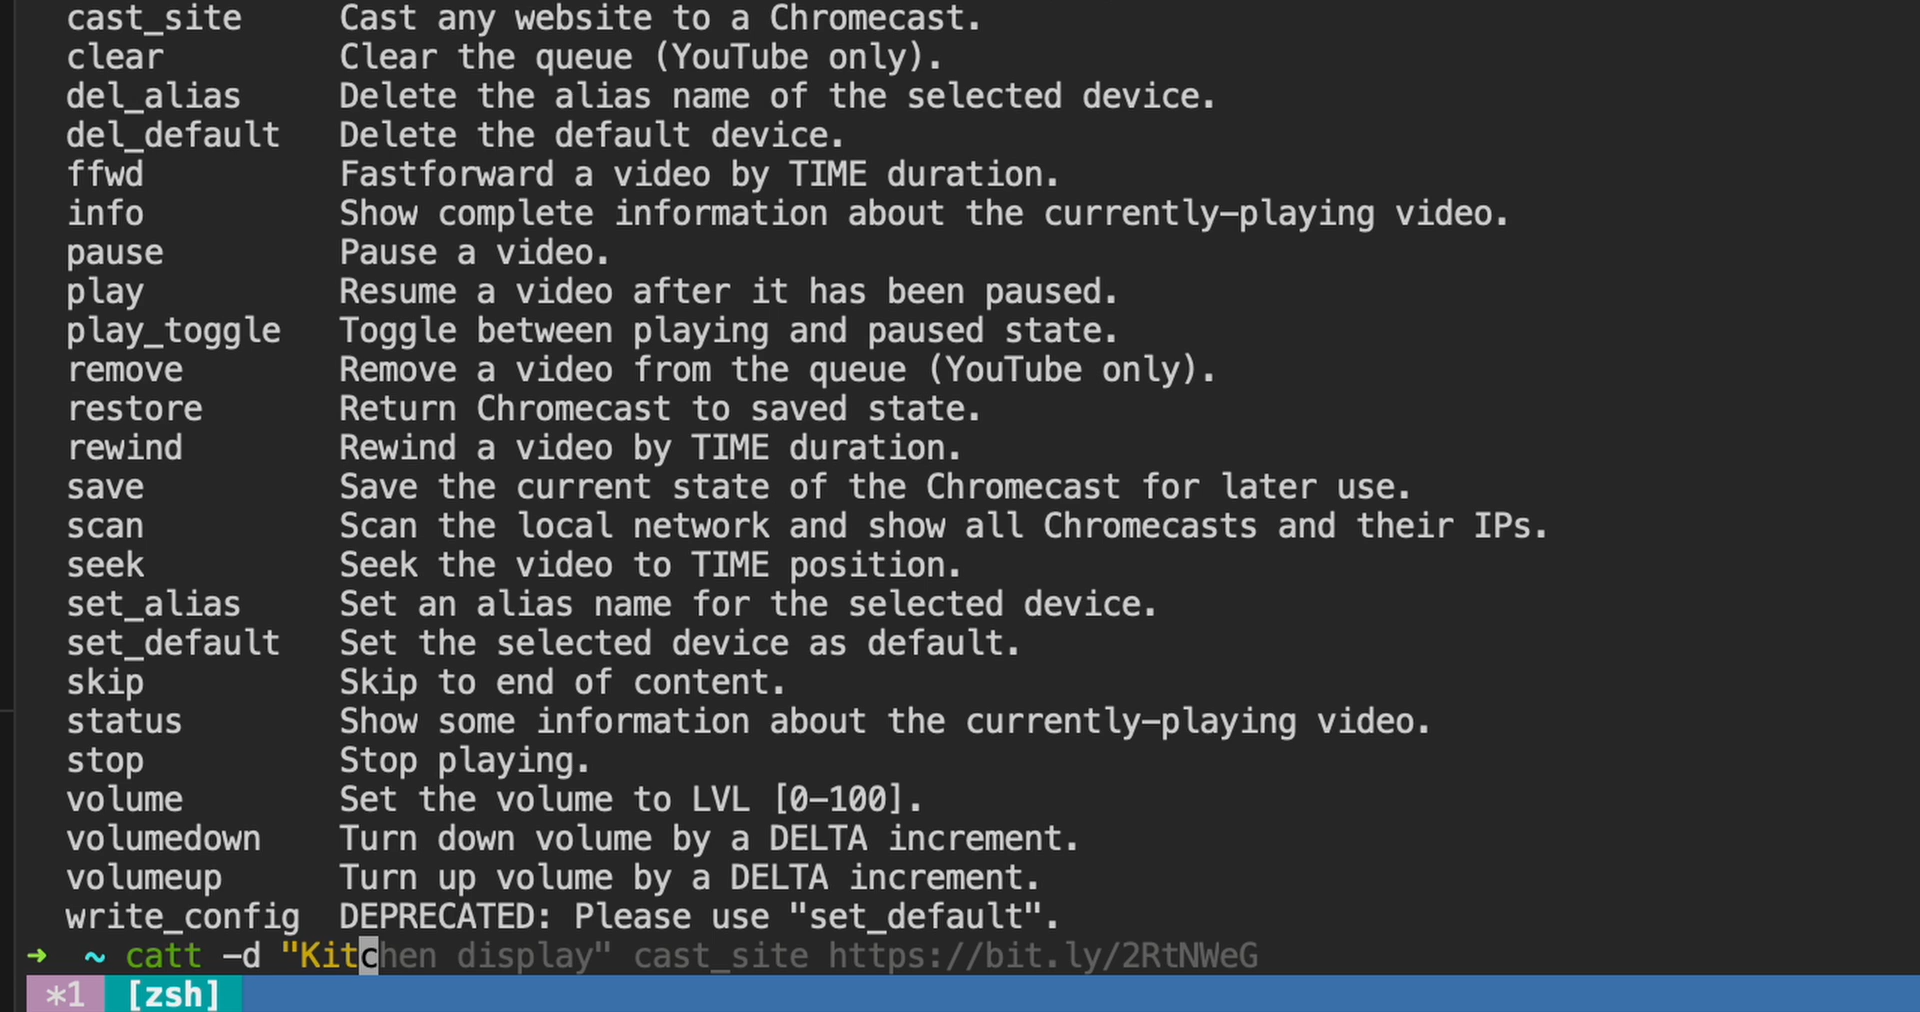 cast_site Cast any website to a Chromecast.
clear Clear the queue (YouTube only).
del_alias Delete the alias name of the selected device.
del_default Delete the default device.
ffwd Fastforward a video by TIME duration.
info Show complete information about the currently-playing video.
pause Pause a video.
play Resume a video after it has been paused.
play_toggle Toggle between playing and paused state.
remove Remove a video from the queue (YouTube only).
restore Return Chromecast to saved state.
rewind Rewind a video by TIME duration.
save Save the current state of the Chromecast for later use.
scan Scan the local network and show all Chromecasts and their IPs.
seek Seek the video to TIME position.
set_alias Set an alias name for the selected device.
set_default Set the selected device as default.
skip Skip to end of content.
status Show some information about the currently-playing video.
stop Stop playing.
volume Set the volume to LVL [0-100].
volumedown Turn down volume by a DELTA increment.
volumeup Turn up volume by a DELTA increment.
write_config DEPRECATED: Please use "set_default".
➜ ~ catt -d "Kitchen display" cast_site https://bit.ly/2RtNWeG
*1 [zsh]